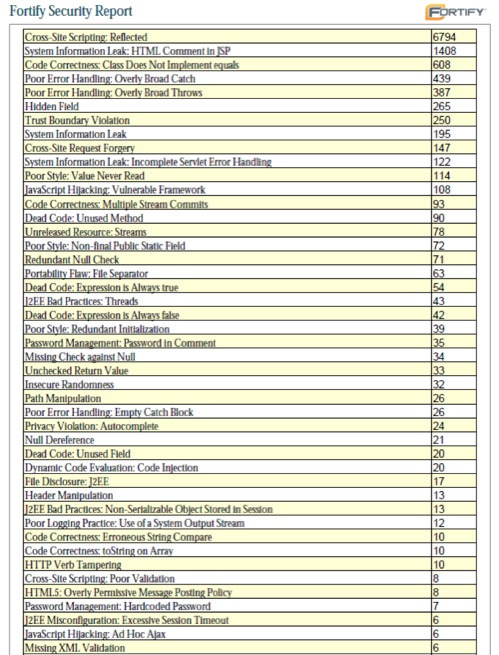 Fortify Security Report
FORTIFY
Cross-Site Scripting: Reflected 6794
System Information Leak: HTML Comment in JSP 1408
Code Correctness: Class Does Not Implement equals 608
Poor Error Handling: Overly Broad Catch 439
Poor Error Handling: Overly Broad Throws 387
Hidden Field 265
Trust Boundary Violation 250
System Information Leak 195
Cross-Site Request Forgery 147
System Information Leak: Incomplete Servlet Error Handling 122
Poor Style: Value Never Read 114
JavaScript Hijacking: Vulnerable Framework 108
Code Correctness: Multiple Stream Commits 93
Dead Code: Unused Method 90
Unreleased Resource: Streams 78
Poor Style: Non-final Public Static Field 72
Redundant Null Check 71
Portability Flaw: File Separator 63
Dead Code: Expression is Always true 54
J2EE Bad Practices: Threads 43
Dead Code: Expression is Always false 42
Poor Style: Redundant Initialization 39
Password Management: Password in Comment 35
Missing Check against Null 34
Unchecked Return Value 33
Insecure Randomness 32
Path Manipulation 26
Poor Error Handling: Empty Catch Block 26
Privacy Violation: Autocomplete 24
Null Dereference 21
Dead Code: Unused Field 20
Dynamic Code Evaluation: Code Injection 20
File Disclosure: J2EE 17
Header Manipulation 13
J2EE Bad Practices: Non-Serializable Object Stored in Session 13
Poor Logging Practice: Use of a System Output Stream 12
Code Correctness: Erroneous String Compare 10
Code Correctness: toString on Array 10
HTTP Verb Tampering 10
Cross-Site Scripting: Poor Validation 8
HTML5: Overly Permissive Message Posting Policy 8
Password Management: Hardcoded Password 7
J2EE Misconfiguration: Excessive Session Timeout 6
JavaScript Hijacking: Ad Hoc Ajax 6
Missing XML Validation 6